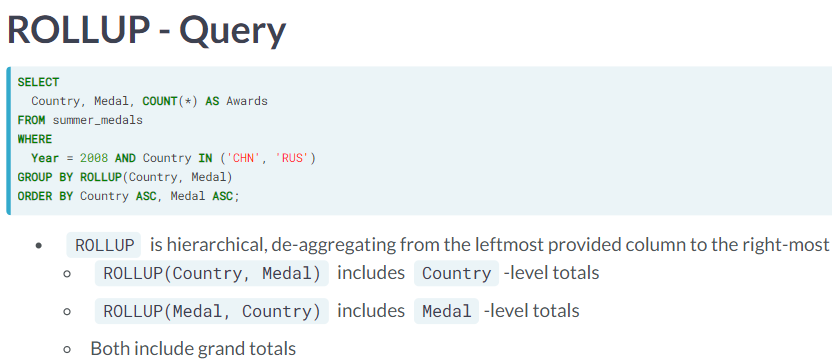 ROLLUP - Query
SELECT
Country, Medal, COUNT(*) AS Awards
FROM summer_medals
WHERE
Year = 2008 AND Country IN ('CHN', 'RUS')
GROUP BY ROLLUP(Country, Medal)
ORDER BY Country ASC, Medal ASC;
• ROLLUP is hierarchical, de-aggregating from the leftmost provided column to the right-most
○ ROLLUP(Country, Medal) includes Country -level totals
○ ROLLUP(Medal, Country) includes Medal -level totals
○ Both include grand totals